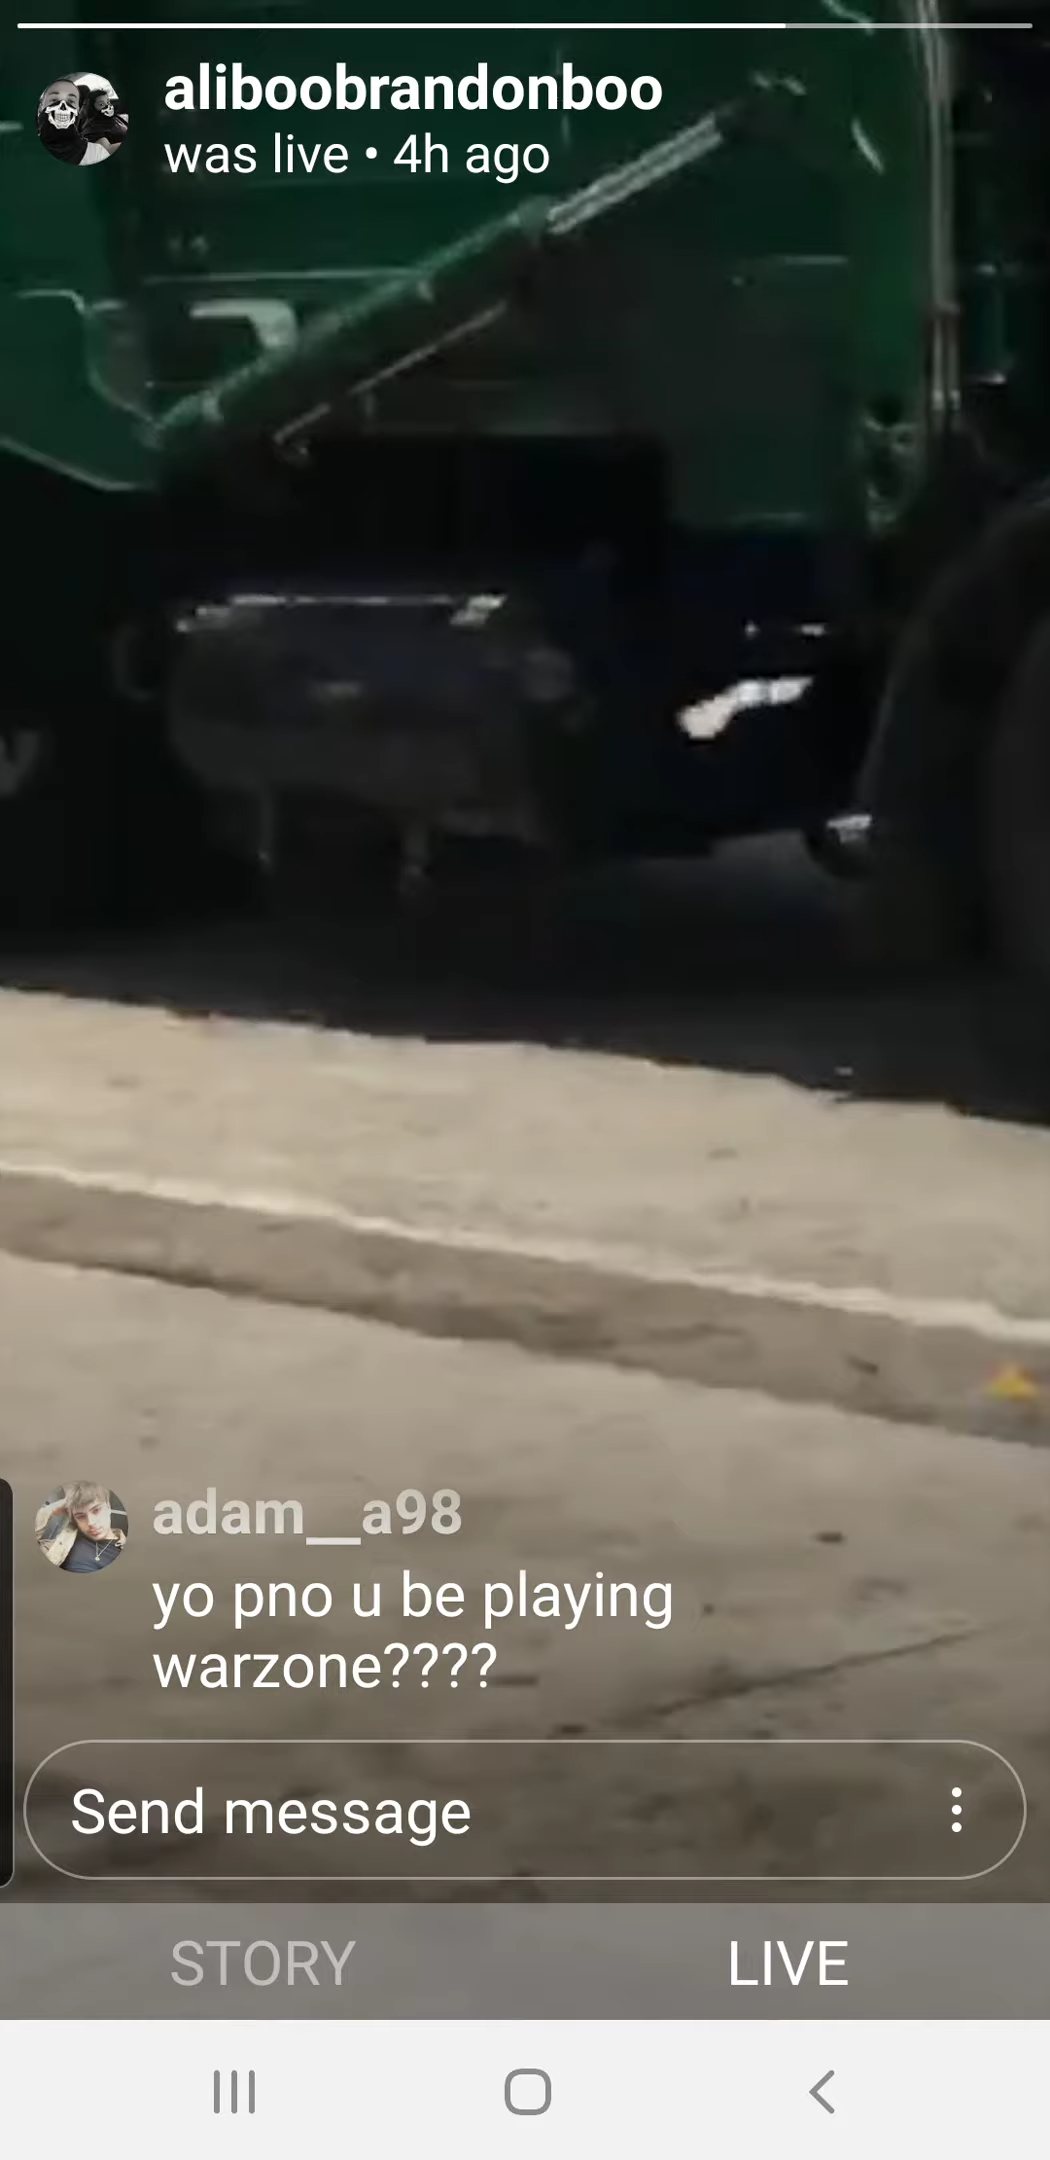 aliboobrandonboo
was live • 4h ago
adam__a98
yo pno u be playing
warzone????
Send message
STORY
LIVE